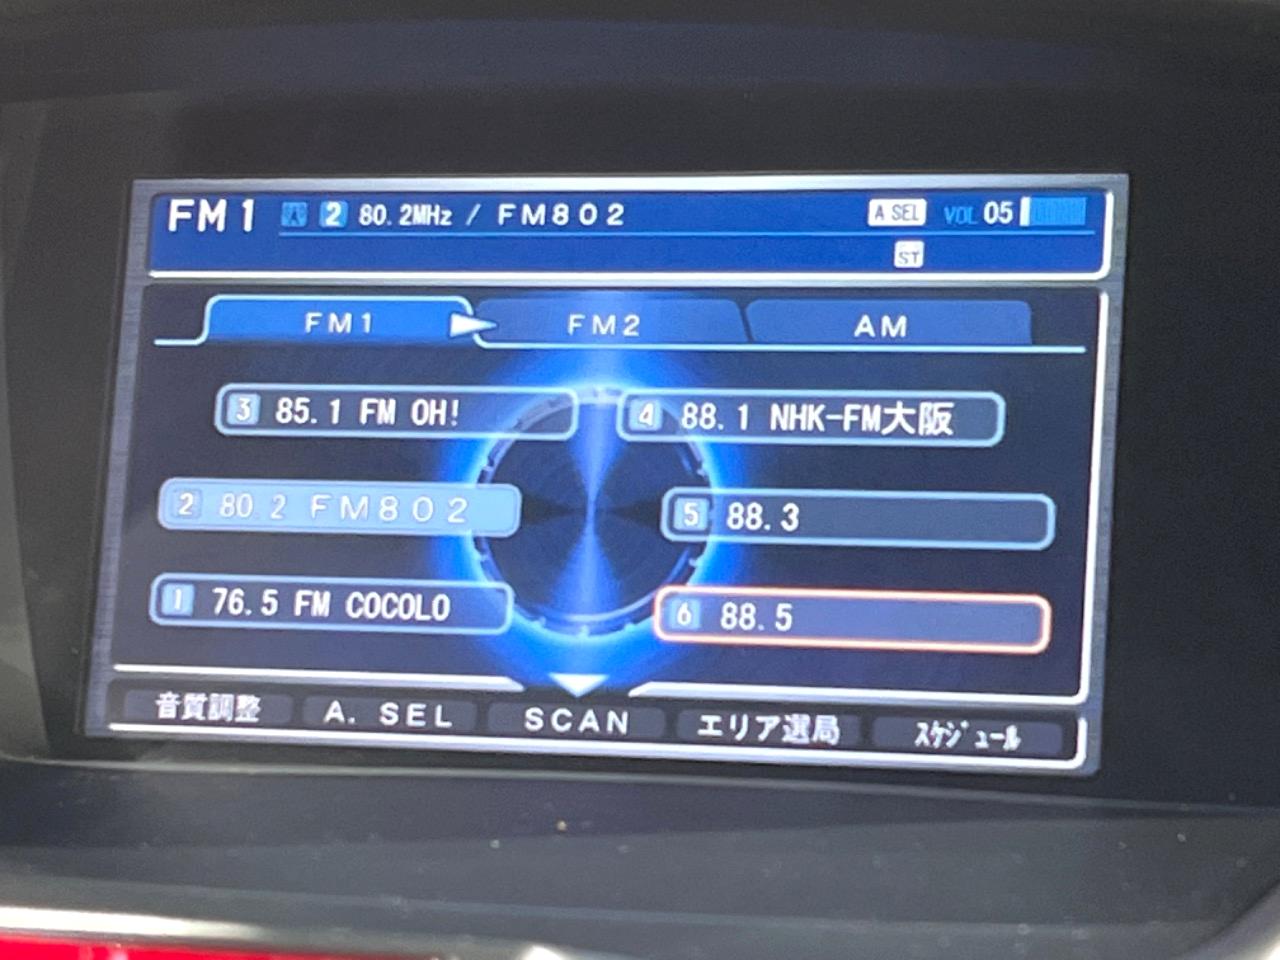 FM1 2 80.2MHz / FM802 A SEL VOL 05
ST
FM1 FM2 AM
3 85.1 FM OH! 4 88.1 NHK-FM大阪
2 80.2 FM802 5 88.3
1 76.5 FM COCOLO 6 88.5
音質調整 A. SEL SCAN エリア選局 ｽｹｼﾞｭｰﾙ